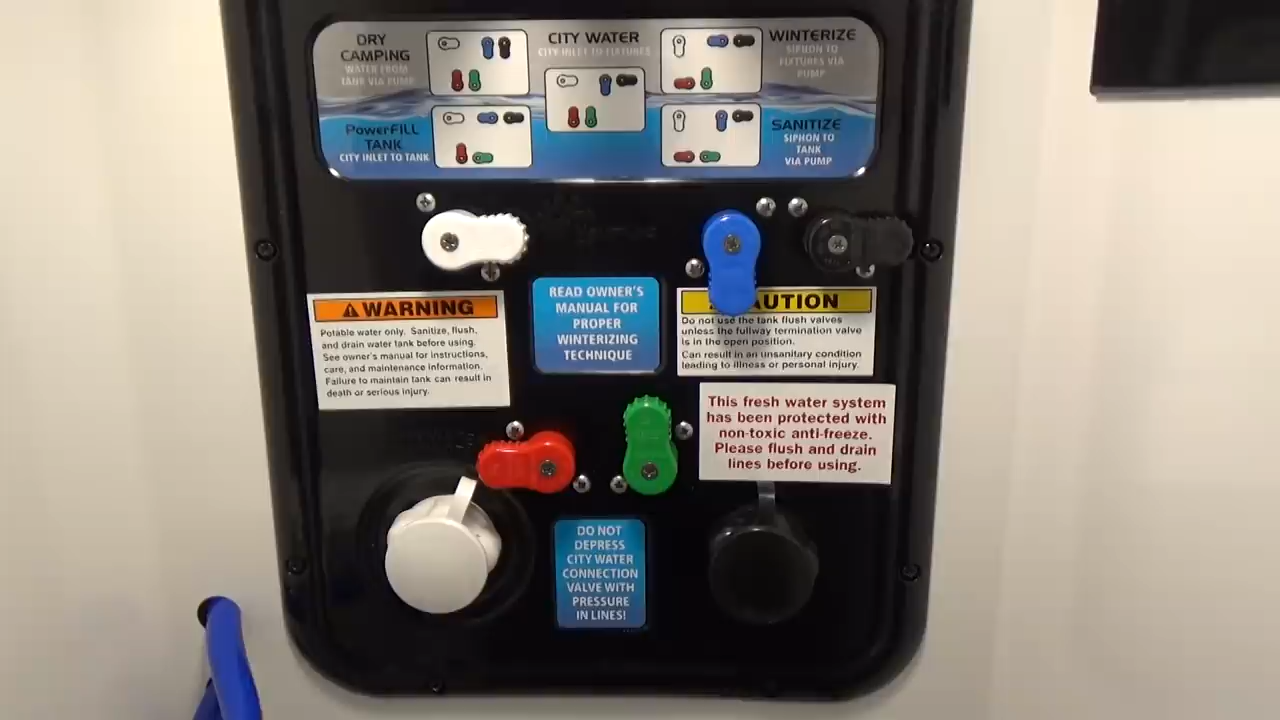 DRY
CAMPING
WATER FROM
TANK VIA PUMP
CITY WATER
CITY INLET TO FIXTURES
WINTERIZE
SIPHON TO
FIXTURES VIA
PUMP
PowerFILL
TANK
CITY INLET TO TANK
SANITIZE
SIPHON TO
TANK
VIA PUMP
WARNING
Potable water only. Sanitize, flush,
and drain water tank before using.
See owner's manual for instructions,
care, and maintenance information.
Failure to maintain tank can result in
death or serious injury.
READ OWNER'S
MANUAL FOR
PROPER
WINTERIZING
TECHNIQUE
AUTION
Do not use the tank flush valves
unless the fullway termination valve
is in the open position.
Can result in an unsanitary condition
leading to illness or personal injury.
This fresh water system
has been protected with
non-toxic anti-freeze.
Please flush and drain
lines before using.
DO NOT
DEPRESS
CITY WATER
CONNECTION
VALVE WITH
PRESSURE
IN LINES!